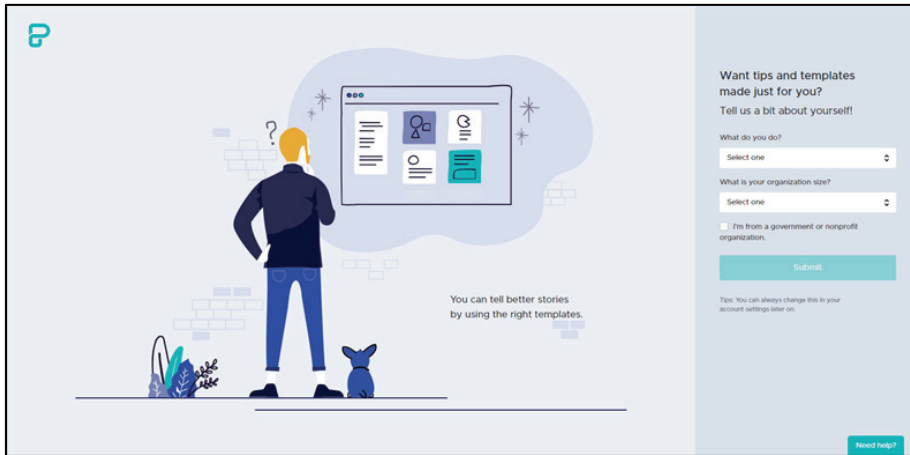 Want tips and templates
made just for you?
Tell us a bit about yourself!
What do you do?
Select one
What is your organization size?
Select one
I'm from a government or nonprofit
organization.
Submit
Tips: You can always change this in your
account settings later on.
?
You can tell better stories
by using the right templates.
Need help?